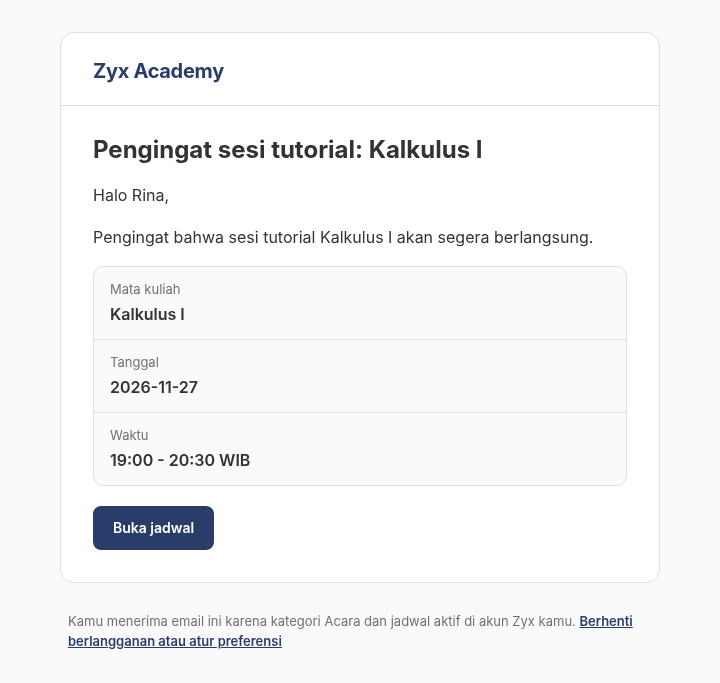 Zyx Academy
Pengingat sesi tutorial: Kalkulus I
Halo Rina,
Pengingat bahwa sesi tutorial Kalkulus I akan segera berlangsung.
Mata kuliah
Kalkulus I
Tanggal
2026-11-27
Waktu
19:00 - 20:30 WIB
Buka jadwal
Kamu menerima email ini karena kategori Acara dan jadwal aktif di akun Zyx kamu. Berhenti
berlangganan atau atur preferensi